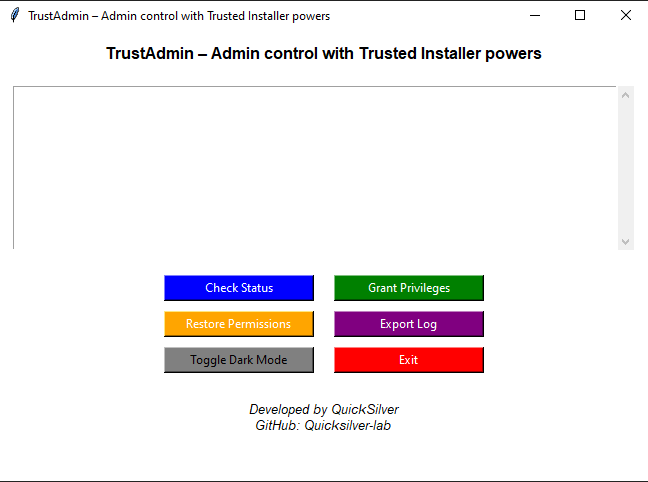 TrustAdmin – Admin control with Trusted Installer powers
TrustAdmin – Admin control with Trusted Installer powers
Check Status
Grant Privileges
Restore Permissions
Export Log
Toggle Dark Mode
Exit
Developed by QuickSilver
GitHub: Quicksilver-lab